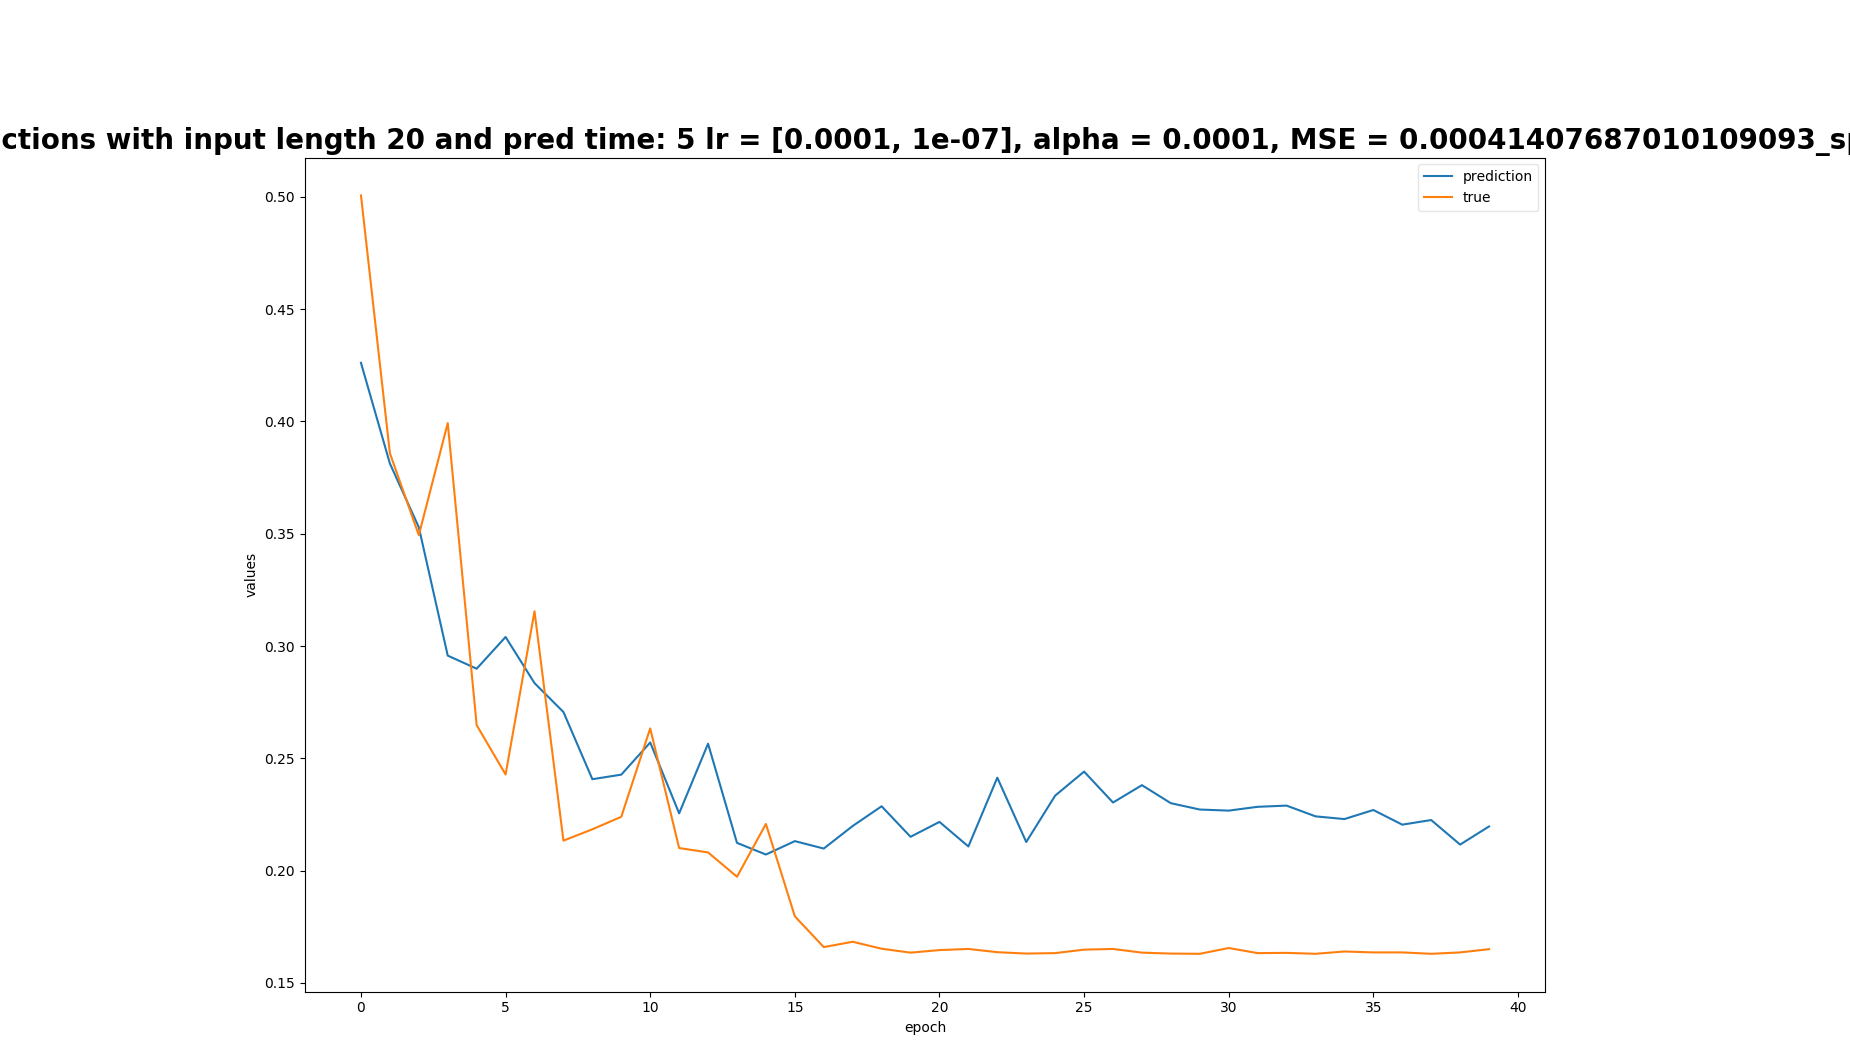 ctions with input length 20 and pred time: 5 lr = [0.0001, 1e-07], alpha = 0.0001, MSE = 0.00041407687010109093_sp
prediction
true
0.50
0.45
0.40
0.35
0.30
0.25
0.20
0.15
values
0 5 10 15 20 25 30 35 40
epoch